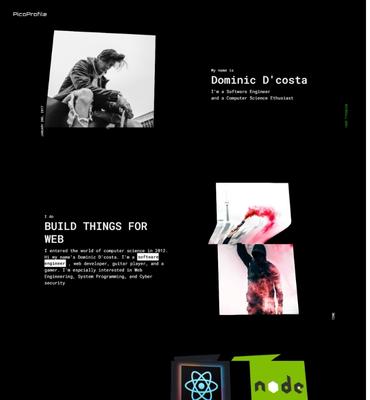 PicoProfile
My name is
Dominic D'costa
I'm a Software Engineer
and a Computer Science Enthusiast
I do
BUILD THINGS FOR
WEB
I entered the world of computer science in 2012.
Hi my name's Dominic D'costa. I'm a software
engineer, web developer, guitar player, and a
gamer. I'm especially interested in Web
Engineering, System Programming, and Cyber
security
node